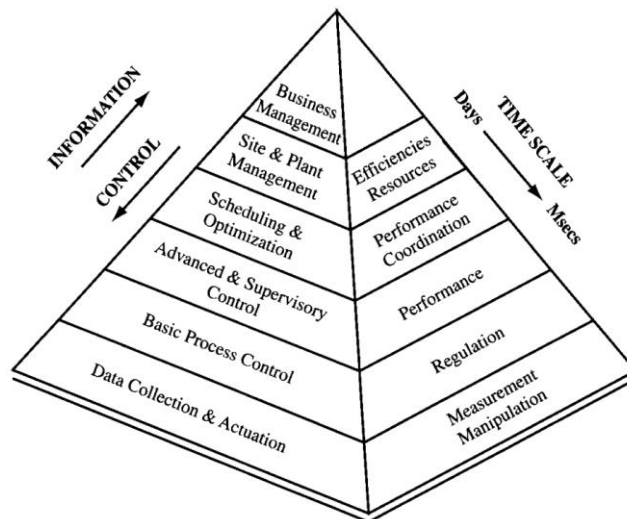 INFORMATION
CONTROL
Business
Management
Site & Plant
Management
Scheduling &
Optimization
Advanced & Supervisory
Control
Basic Process Control
Data Collection & Actuation
Efficiencies
Resources
Performance
Coordination
Performance
Regulation
Measurement
Manipulation
TIME SCALE
Days
Msecs